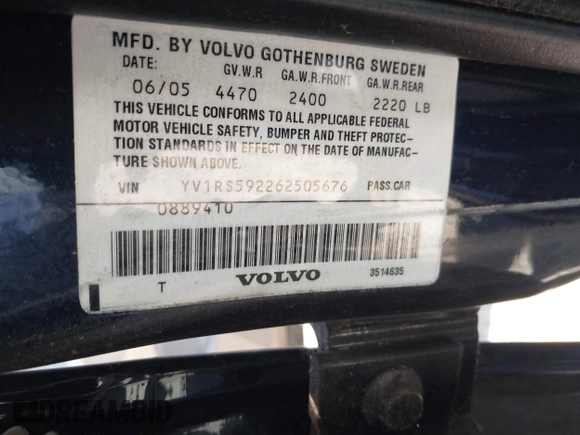 MFD. BY VOLVO GOTHENBURG SWEDEN
DATE: GV.W.R GA.W.R.FRONT GA.W.R.REAR
06/05 4470 2400 2220 LB
THIS VEHICLE CONFORMS TO ALL APPLICABLE FEDERAL
MOTOR VEHICLE SAFETY, BUMPER AND THEFT PROTEC-
TION STANDARDS IN EFFECT ON THE DATE OF MANUFAC-
TURE SHOWN ABOVE.
VIN YV1RS592262505676 PASS.CAR
0889410
T VOLVO 3514635
DREAMBID